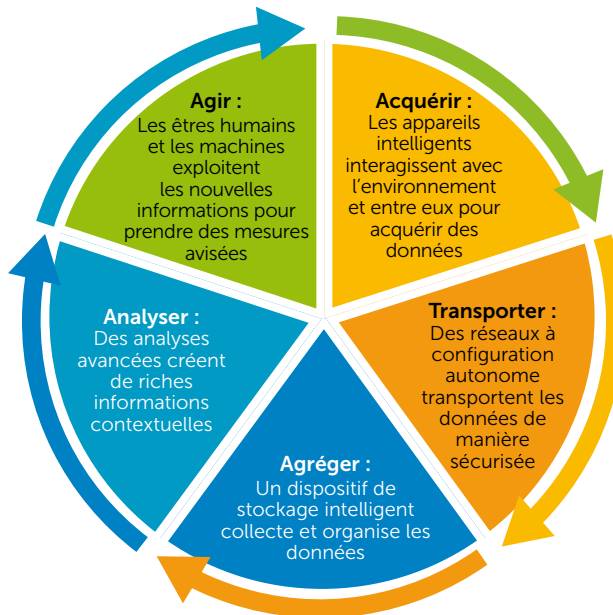 Agir :
Les êtres humains
et les machines
exploitent
les nouvelles
informations pour
prendre des mesures
avisées
Acquérir :
Les appareils
intelligents
interagissent avec
l’environnement
et entre eux pour
acquérir des
données
Transporter :
Des réseaux à
configuration
autonome
transportent les
données de
manière
sécurisée
Agréger :
Un dispositif de
stockage intelligent
collecte et organise les
données
Analyser :
Des analyses
avancées créent
de riches
informations
contextuelles